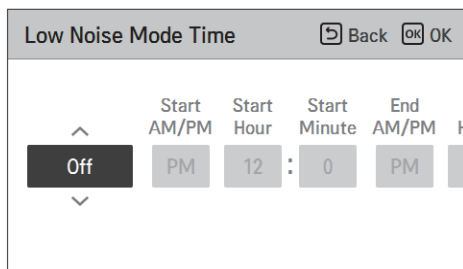 Low Noise Mode Time Back OK OK
Start Start Start End
AM/PM Hour Minute AM/PM H
Off PM 12 : 0 PM